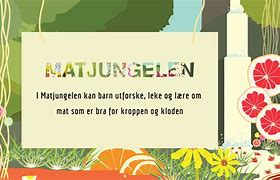 MATJUNGELEN
I Matjungelen kan barn utforske, leke og lære om
mat som er bra for kroppen og kloden